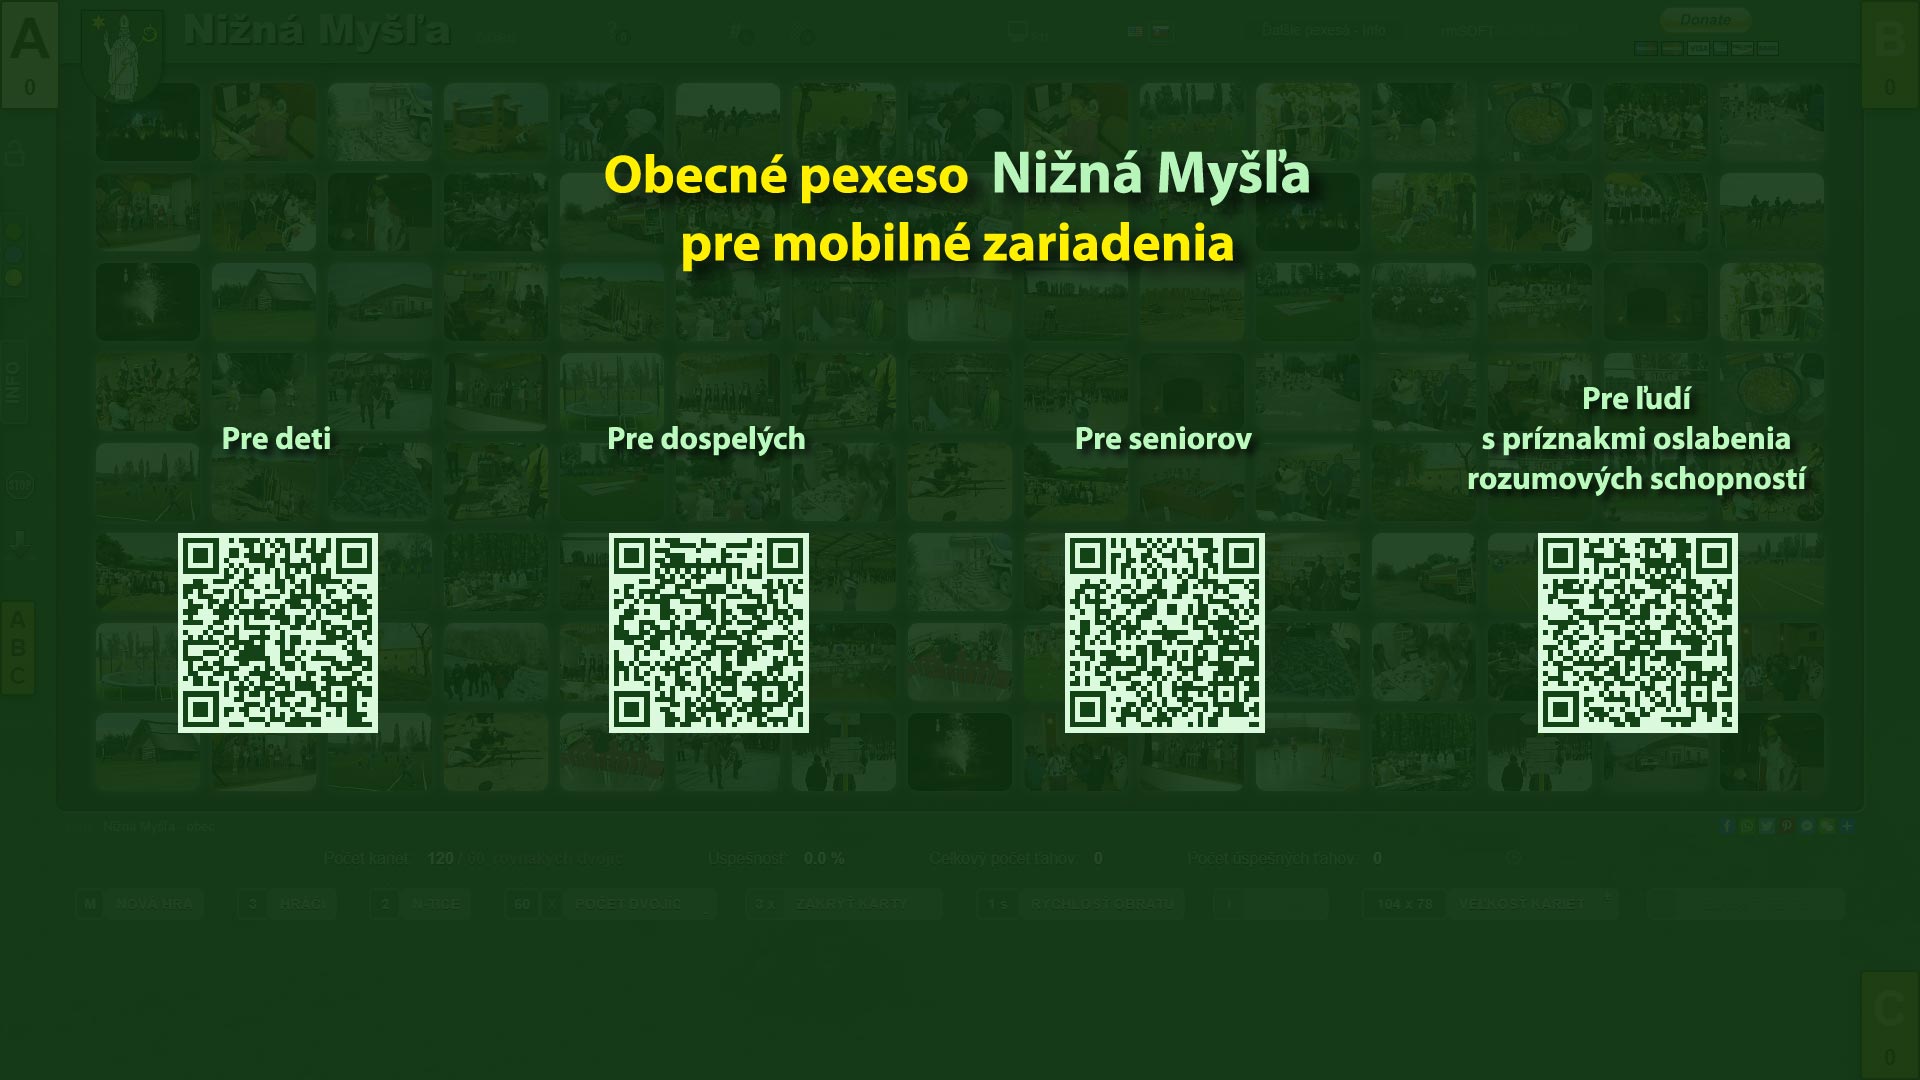 A
0
Nižná Myšľa
Ďalšie pexesá - info
rmSOFT
Donate
B
0
Obecné pexeso Nižná Myšľa
pre mobilné zariadenia
INFO
Pre deti
Pre dospelých
Pre seniorov
Pre ľudí
s príznakmi oslabenia
rozumových schopností
STOP
A
B
C
Nižná Myšľa - obec
Počet kariet: 120 / 60 rovnakých dvojíc
Úspešnosť: 0.0 %
Celkový počet ťahov: 0
Počet úspešných ťahov: 0
M NOVÁ HRA
3 HRÁČI
2 N-TICE
60 X POČET DVOJÍC
3 x ZAKRYŤ KARTY
1 s RÝCHLOSŤ OBRATU
104 x 78 VEĽKOSŤ KARIET
C
0